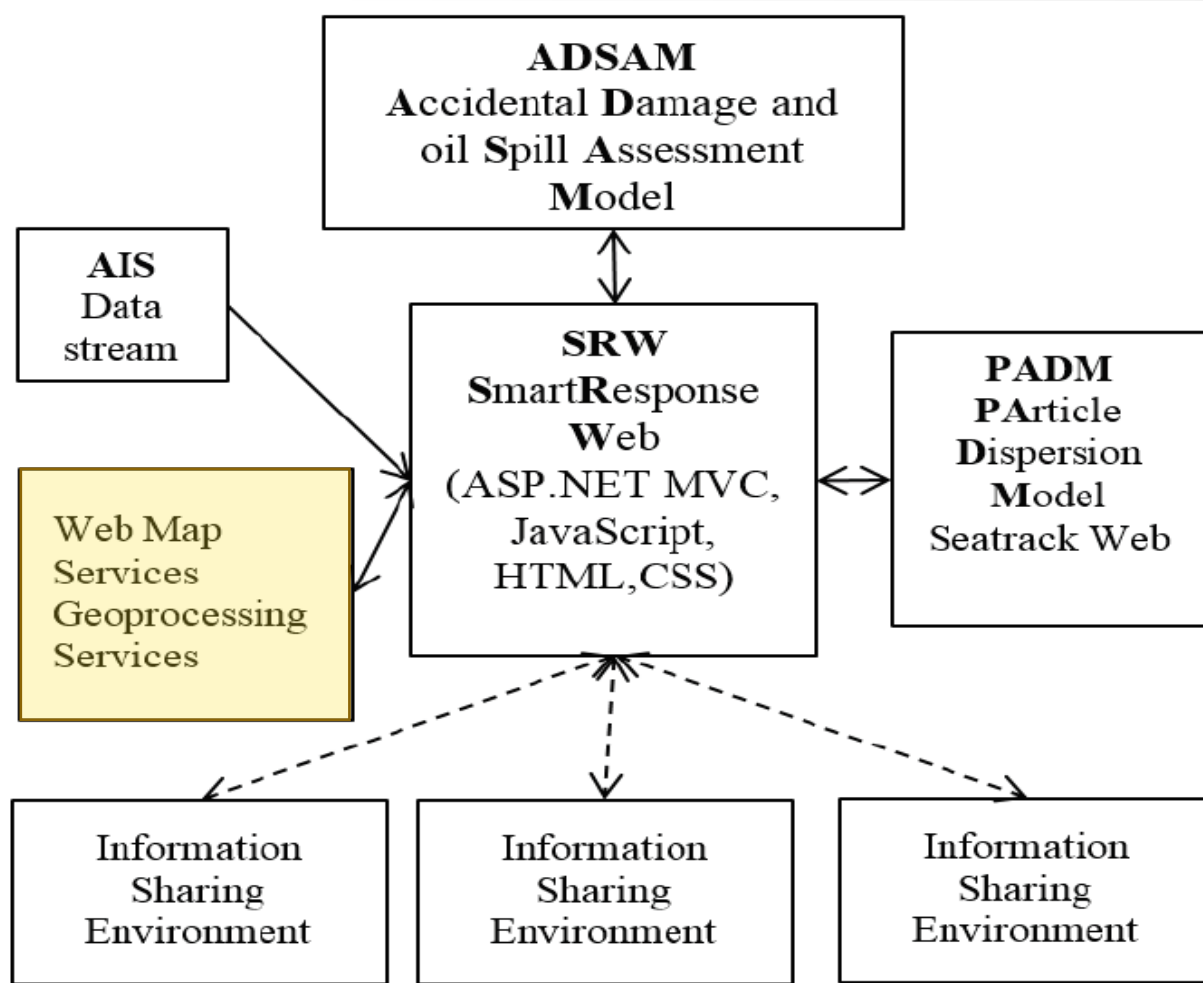 ADSAM
Accidental Damage and
oil Spill Assessment
Model
AIS
Data
stream
SRW
SmartResponse
Web
(ASP.NET MVC,
JavaScript,
HTML,CSS)
PADM
PArticle
Dispersion
Model
Seatrack Web
Web Map
Services
Geoprocessing
Services
Information
Sharing
Environment
Information
Sharing
Environment
Information
Sharing
Environment